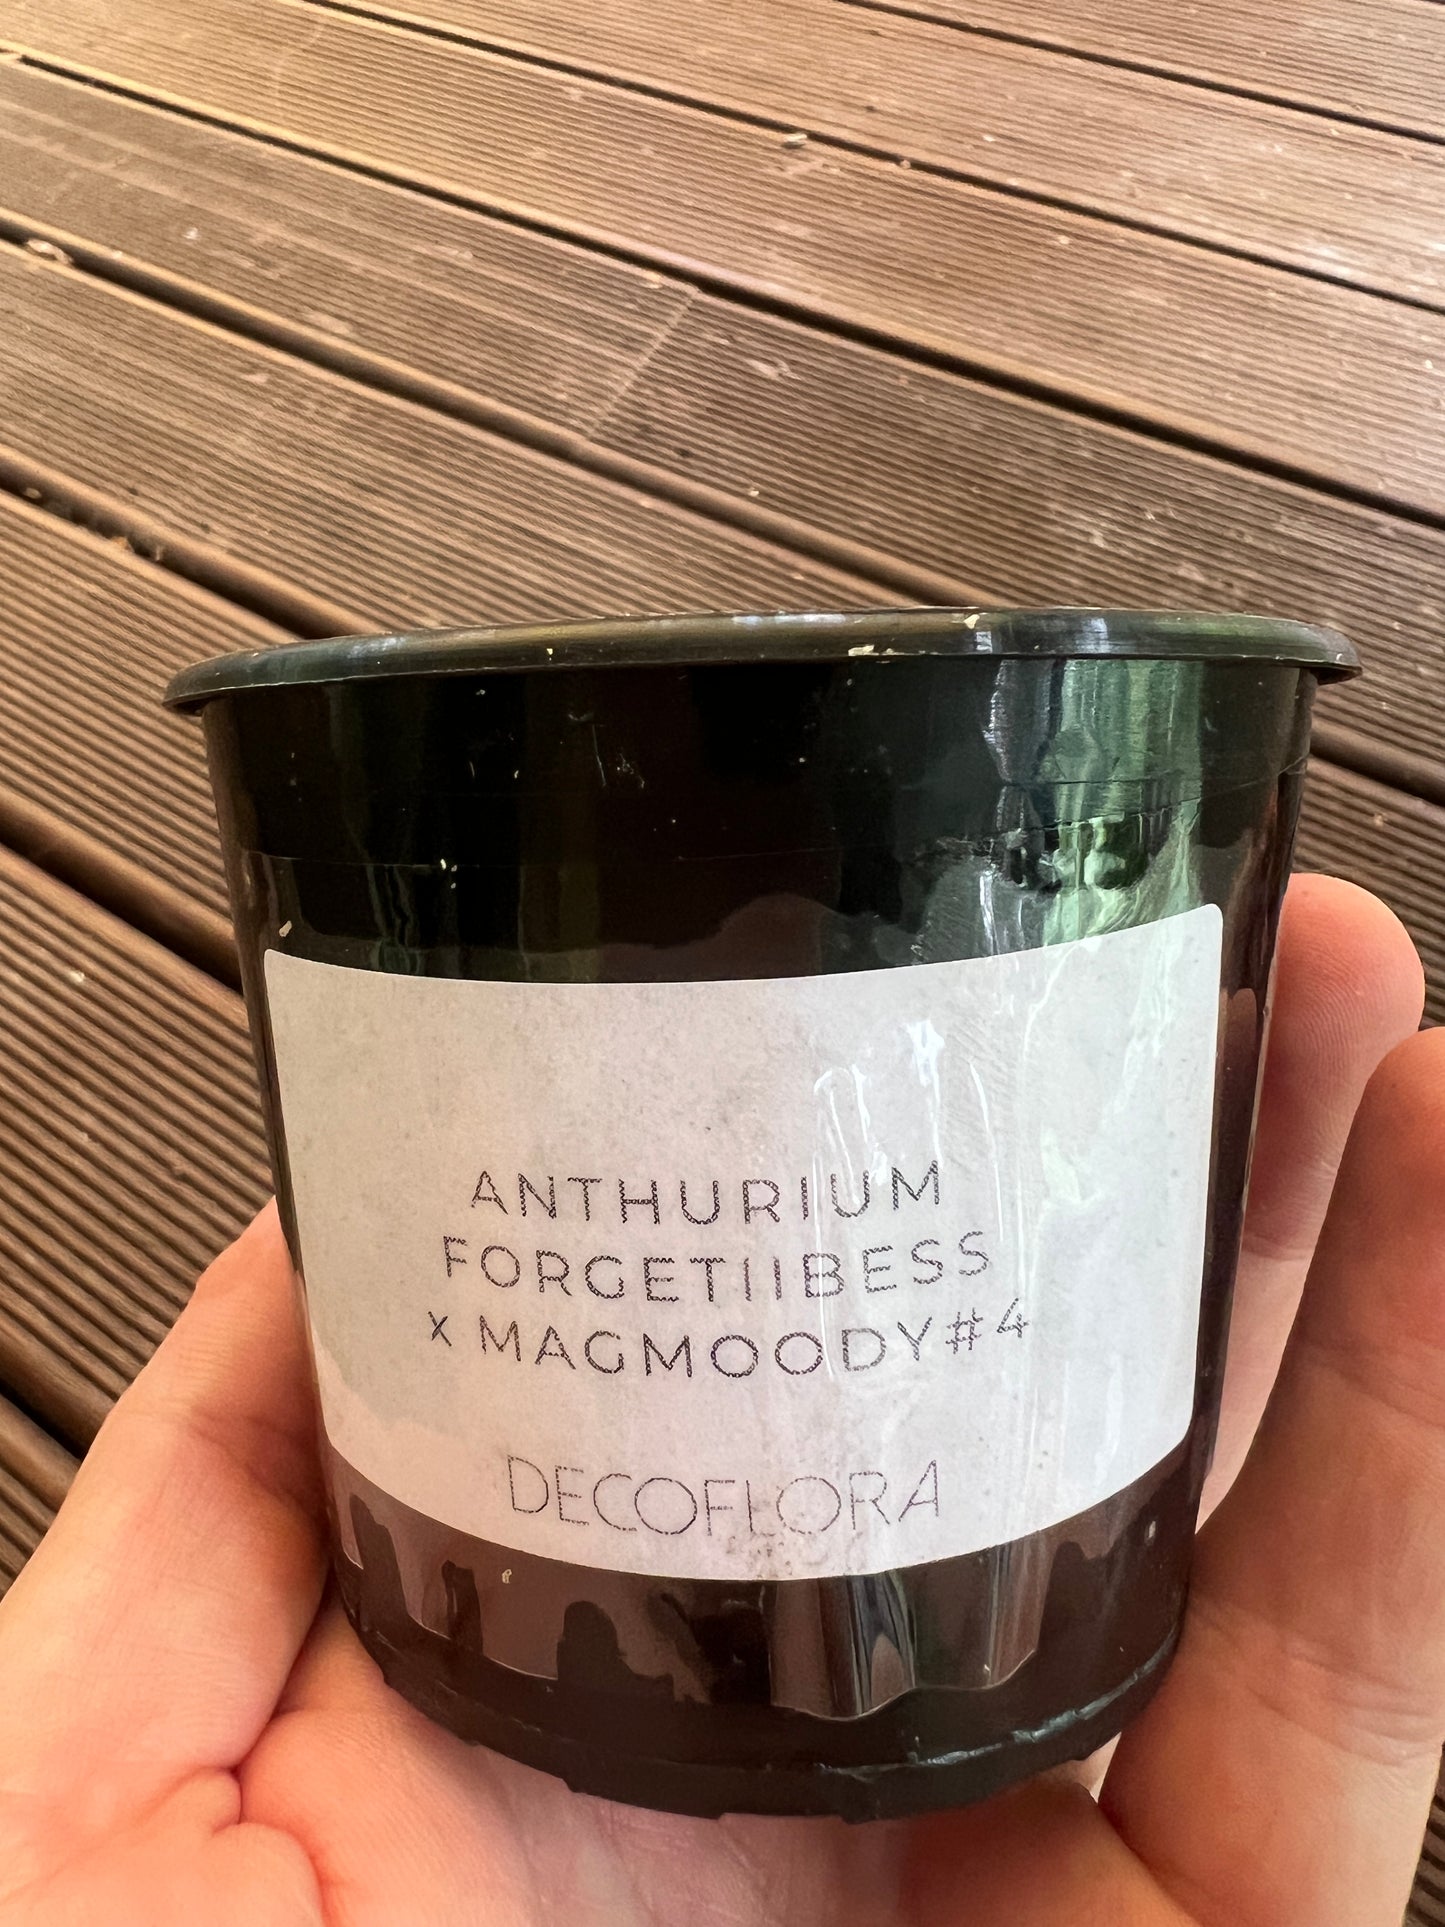 ANTHURIUM
FORGETIIBESS
x MAGMOODY#4
DECOFLORA